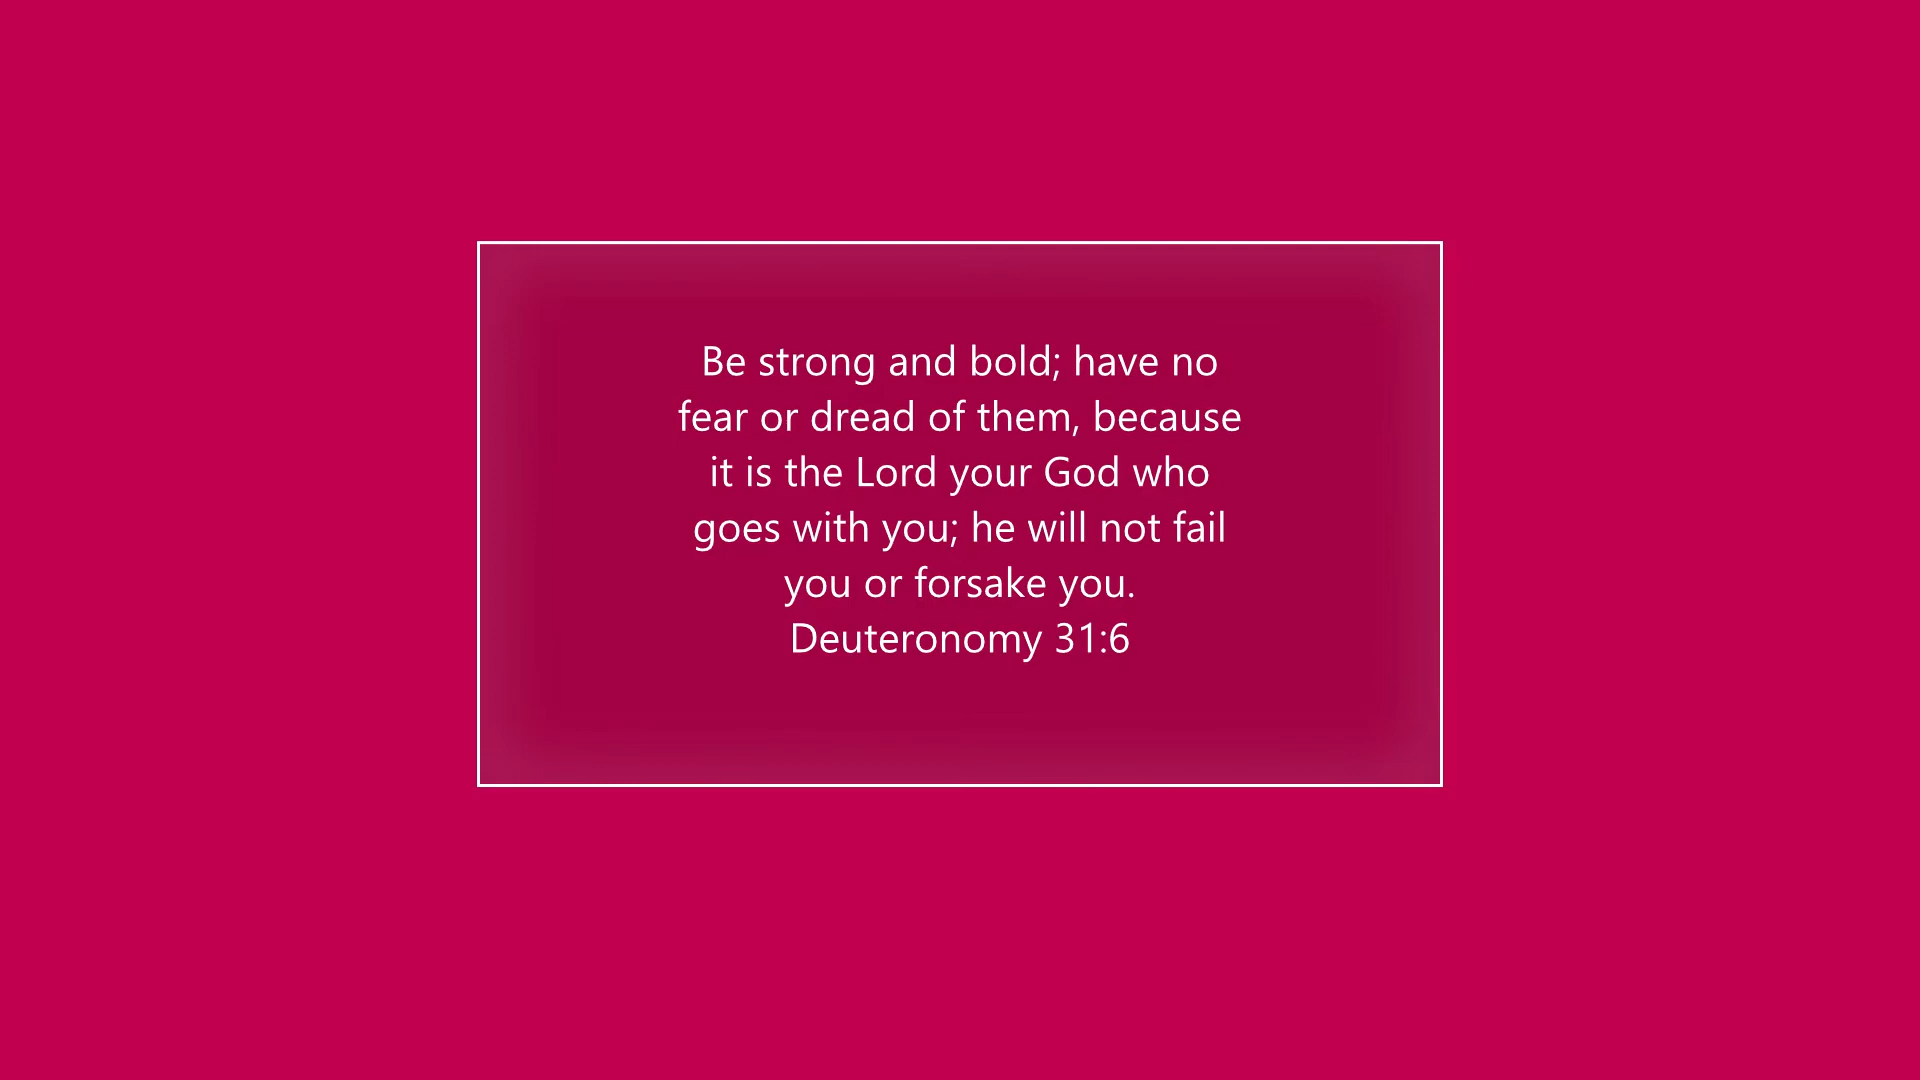 Be strong and bold; have no
fear or dread of them, because
it is the Lord your God who
goes with you; he will not fail
you or forsake you.
Deuteronomy 31:6